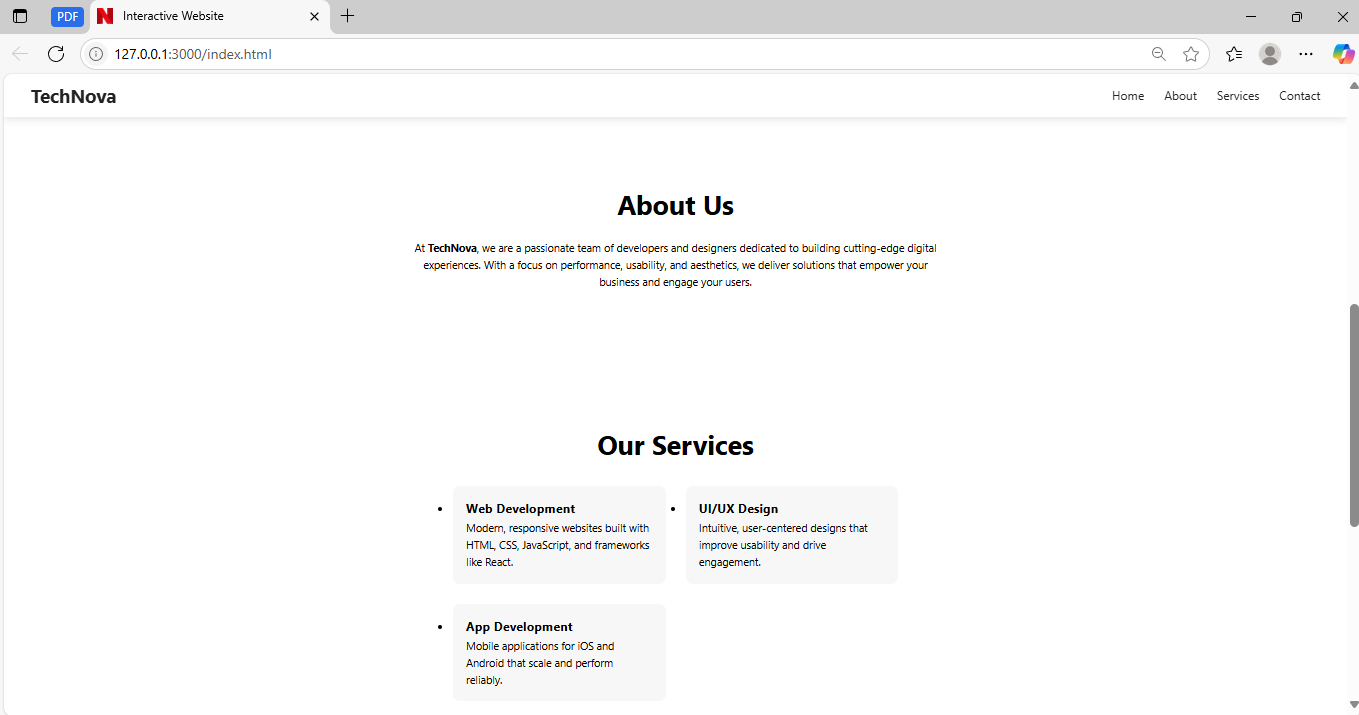 PDF
Interactive Website
127.0.0.1:3000/index.html
TechNova
Home About Services Contact
About Us
At TechNova, we are a passionate team of developers and designers dedicated to building cutting-edge digital
experiences. With a focus on performance, usability, and aesthetics, we deliver solutions that empower your
business and engage your users.
Our Services
• Web Development
Modern, responsive websites built with
HTML, CSS, JavaScript, and frameworks
like React.
• UI/UX Design
Intuitive, user-centered designs that
improve usability and drive
engagement.
• App Development
Mobile applications for iOS and
Android that scale and perform
reliably.